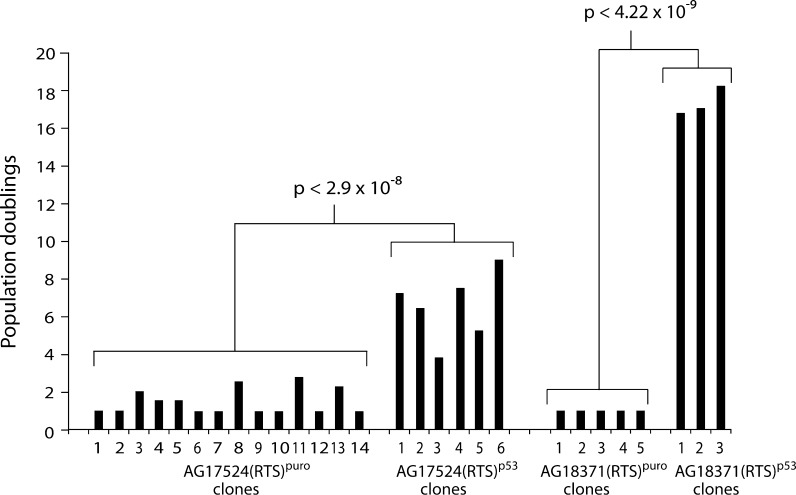 p < 4.22 x 10-9
p < 2.9 x 10-8
Population doublings
20
18
16
14
12
10
8
6
4
2
0
1 2 3 4 5 6 7 8 9 10 11 12 13 14
1 2 3 4 5 6
1 2 3 4 5
1 2 3
AG17524(RTS)puro
clones
AG17524(RTS)p53
clones
AG18371(RTS)puro
clones
AG18371(RTS)p53
clones